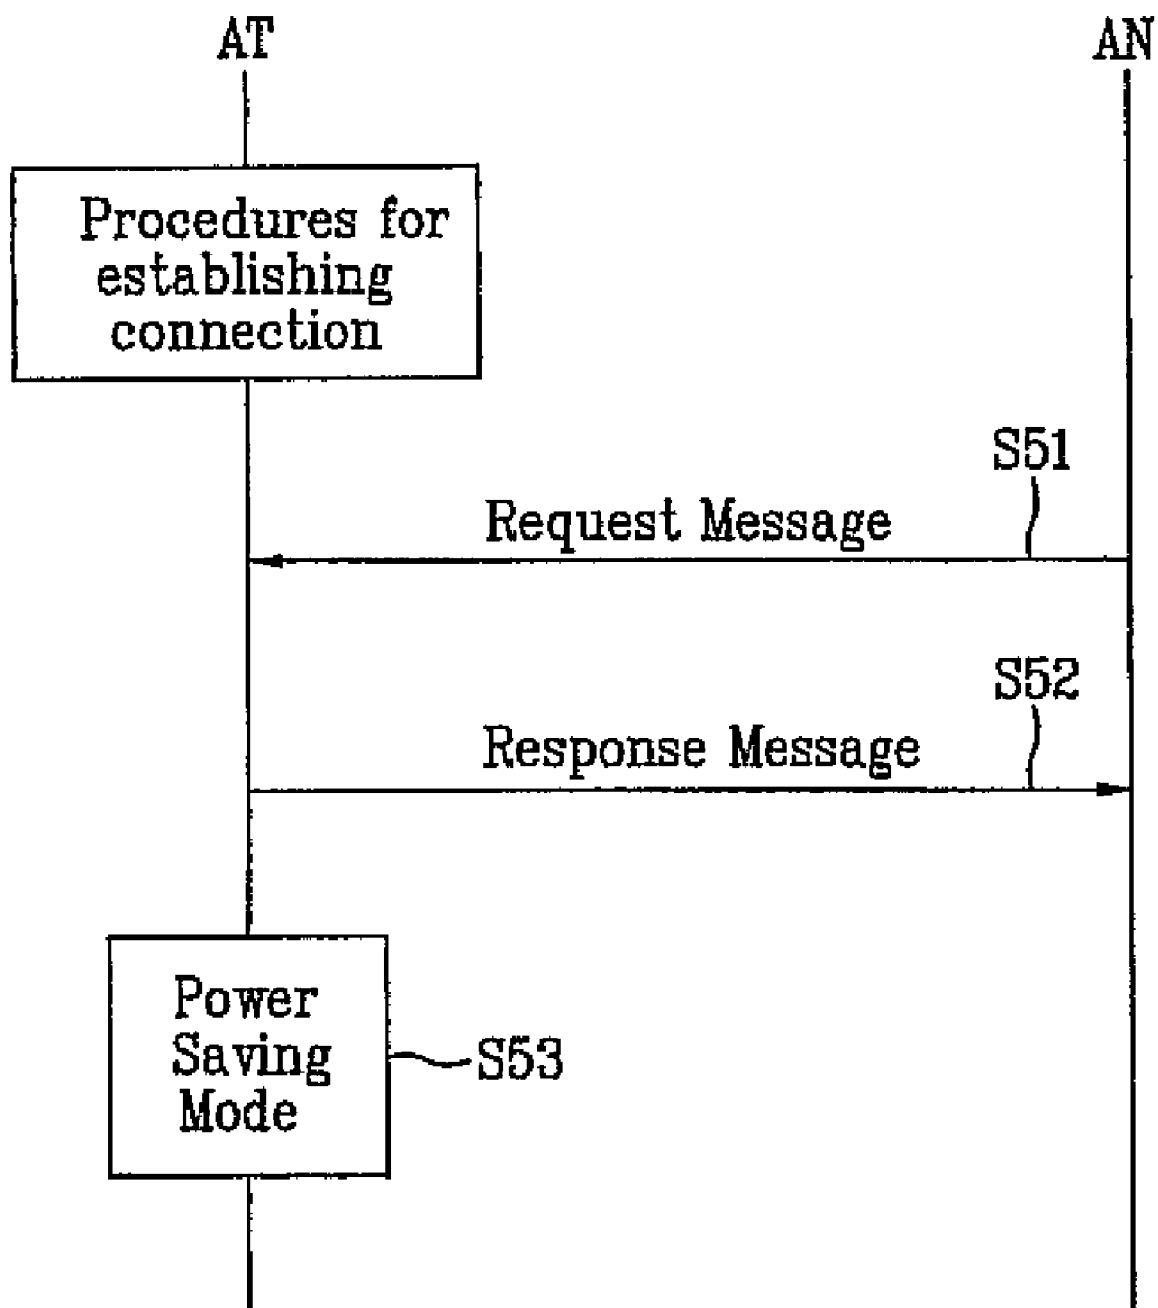 AT
AN
Procedures for
establishing
connection
S51
Request Message
S52
Response Message
Power
Saving
Mode
S53